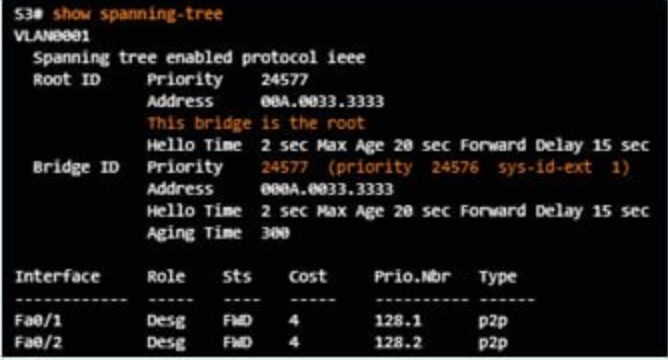 S3# show spanning-tree
VLAN0001
Spanning tree enabled protocol ieee
Root ID Priority 24577
Address 00A.0033.3333
This bridge is the root
Hello Time 2 sec Max Age 20 sec Forward Delay 15 sec
Bridge ID Priority 24577 (priority 24576 sys-id-ext 1)
Address 000A.0033.3333
Hello Time 2 sec Max Age 20 sec Forward Delay 15 sec
Aging Time 300
Interface Role Sts Cost Prio.Nbr Type
------------ ----- ---- ----- ---------- ------
Fa0/1 Desg FWD 4 128.1 p2p
Fa0/2 Desg FWD 4 128.2 p2p